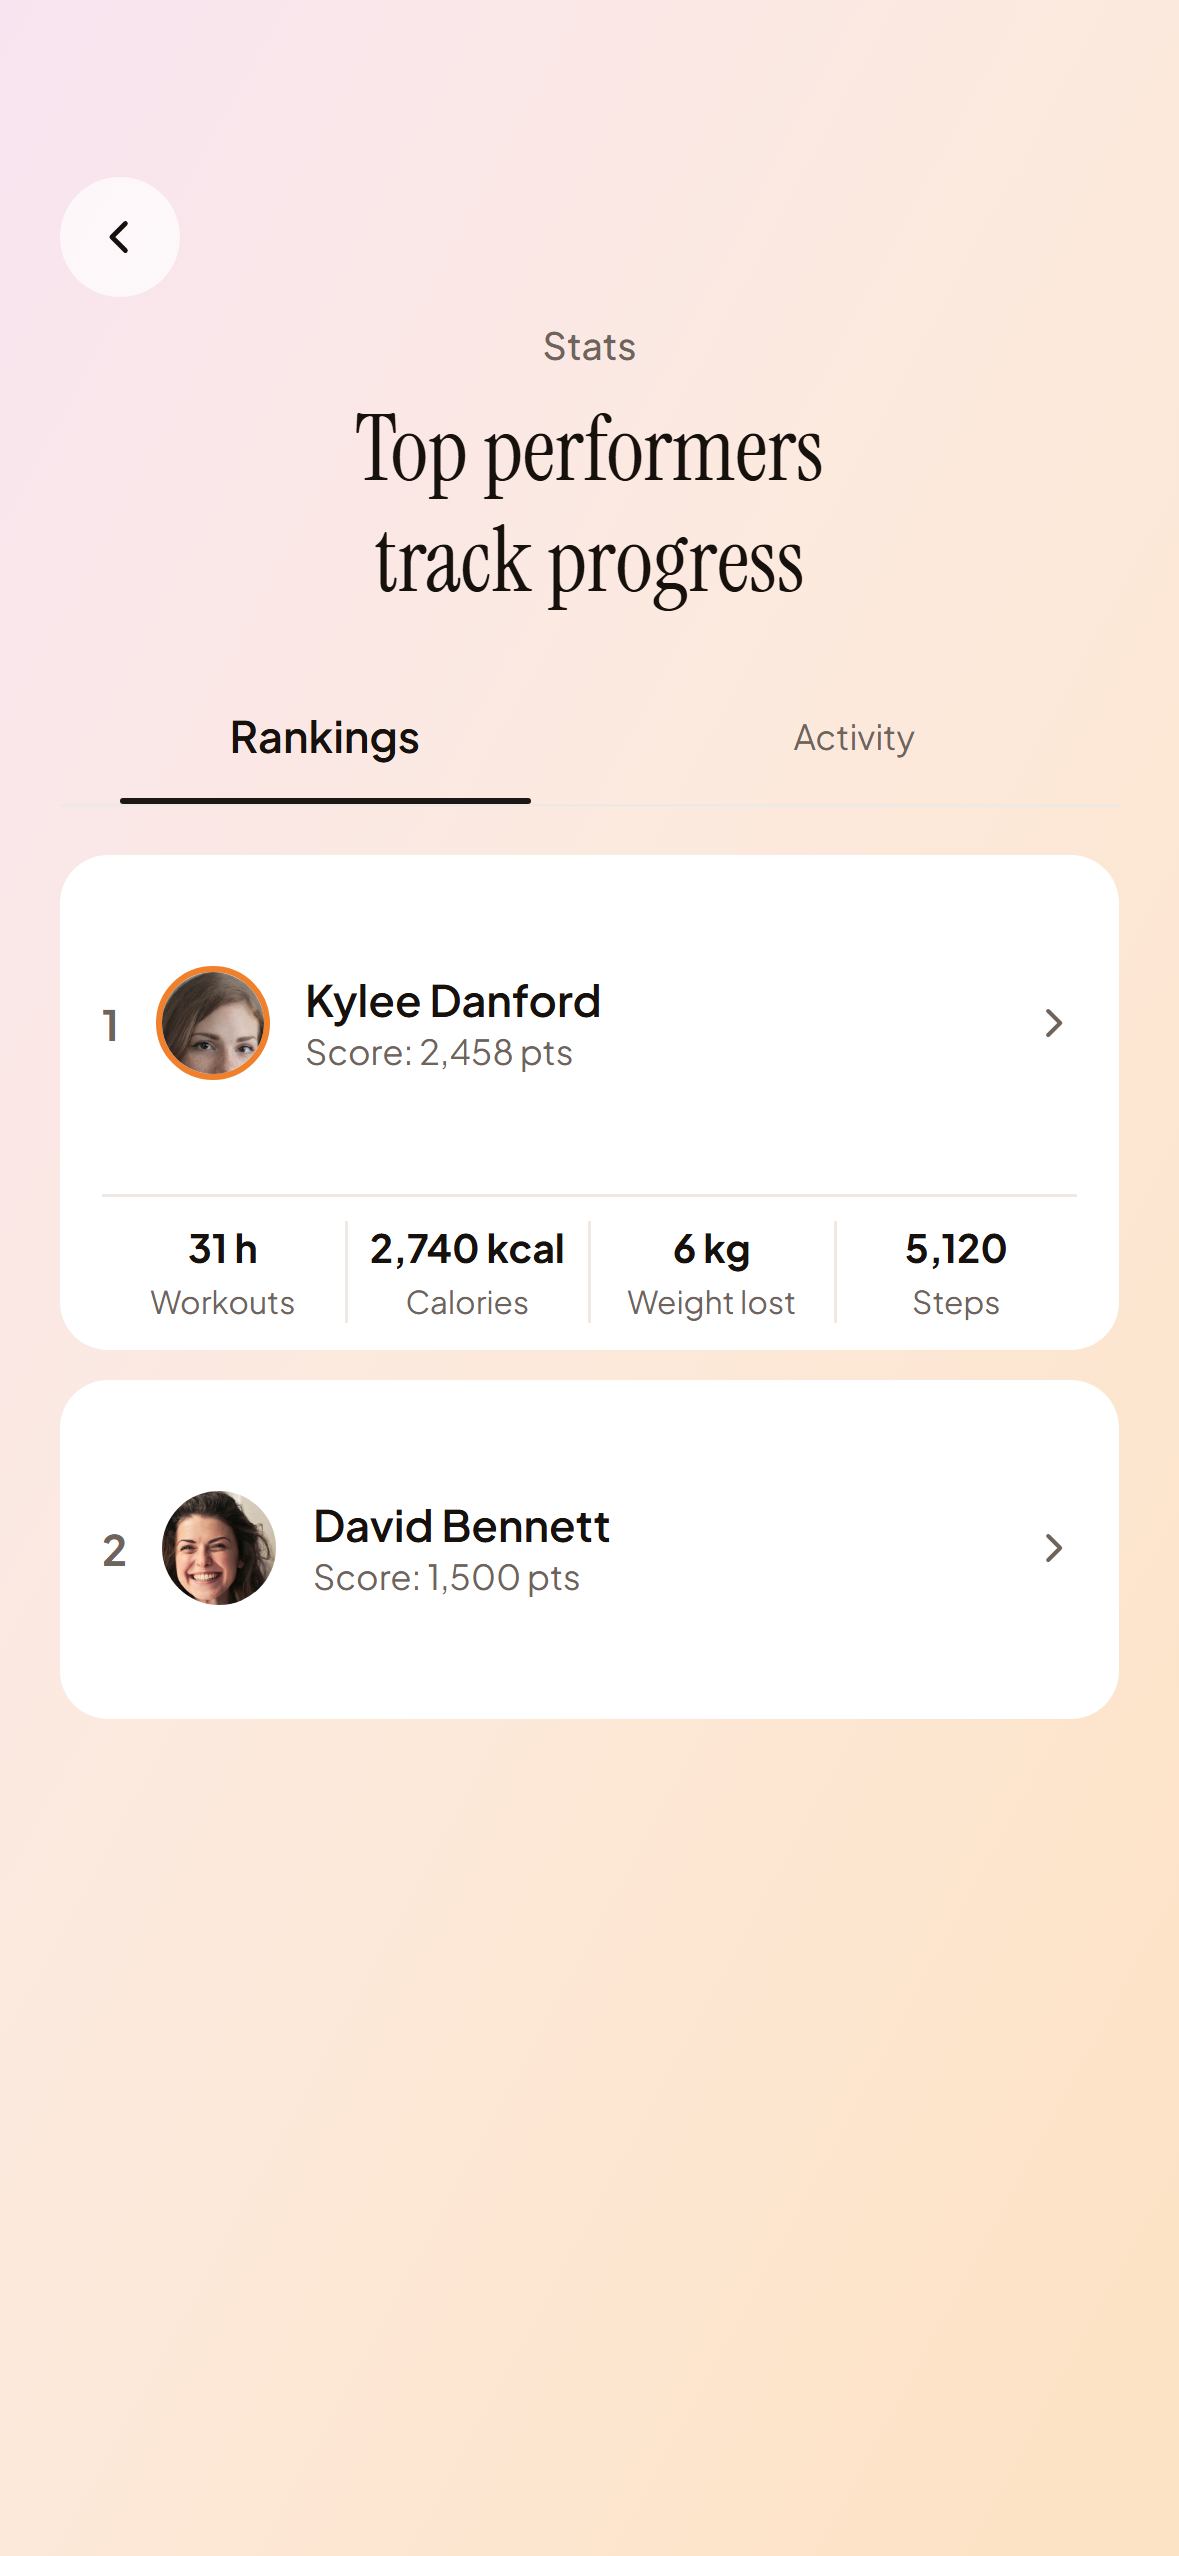 Stats
Top performers
track progress
Rankings
Activity
1
Kylee Danford
Score: 2,458 pts
31 h
Workouts
2,740 kcal
Calories
6 kg
Weight lost
5,120
Steps
2
David Bennett
Score: 1,500 pts